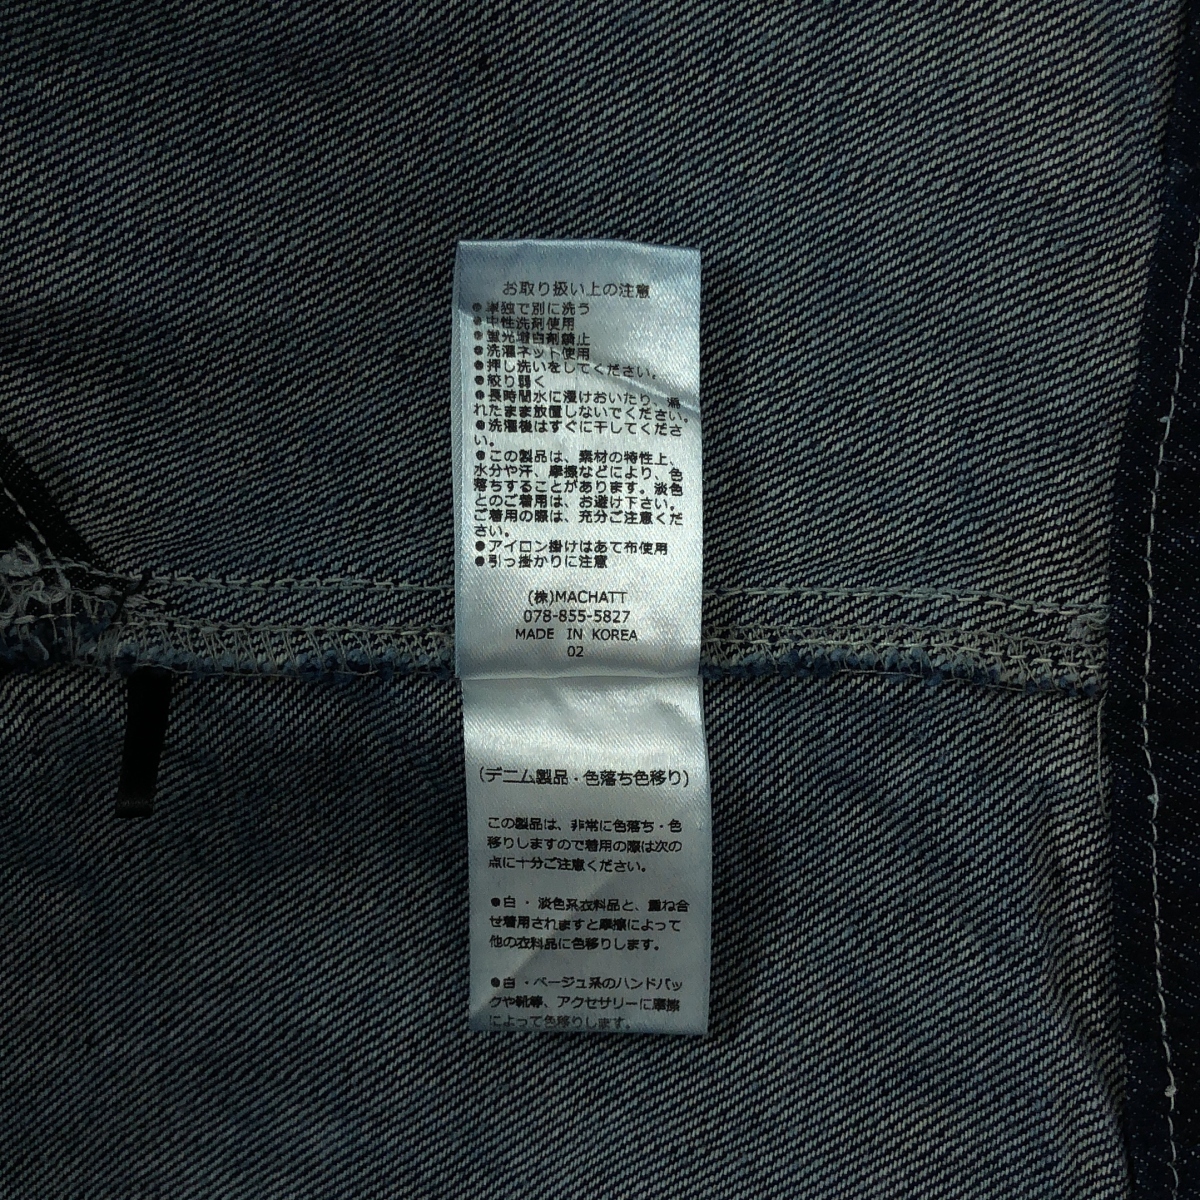 お取り扱い上の注意
●単独で別に洗う
●中性洗剤使用
●蛍光増白剤禁止
●洗濯ネット使用
●押し洗いをしてください。
●絞り弱く
●長時間水に浸けおいたり、濡
れたまま放置しないでください。
●洗濯後はすぐに干してくださ
い。
●この製品は、素材の特性上、
水分や汗、摩擦などにより、色
落ちすることがあります。淡色
とのご着用は、お避け下さい。
ご着用の際は、充分ご注意くだ
さい。
●アイロン掛けはあて布使用
●引っ掛かりに注意
(株)MACHATT
078-855-5827
MADE IN KOREA
02
(デニム製品・色落ち色移り)
この製品は、非常に色落ち・色
移りしますので着用の際は次の
点に十分ご注意ください。
●白・淡色系衣料品と、重ね合
せ着用されますと摩擦によって
他の衣料品に色移りします。
●白・ベージュ系のハンドバッ
グや靴等、アクセサリーに摩擦
によって色移りします。